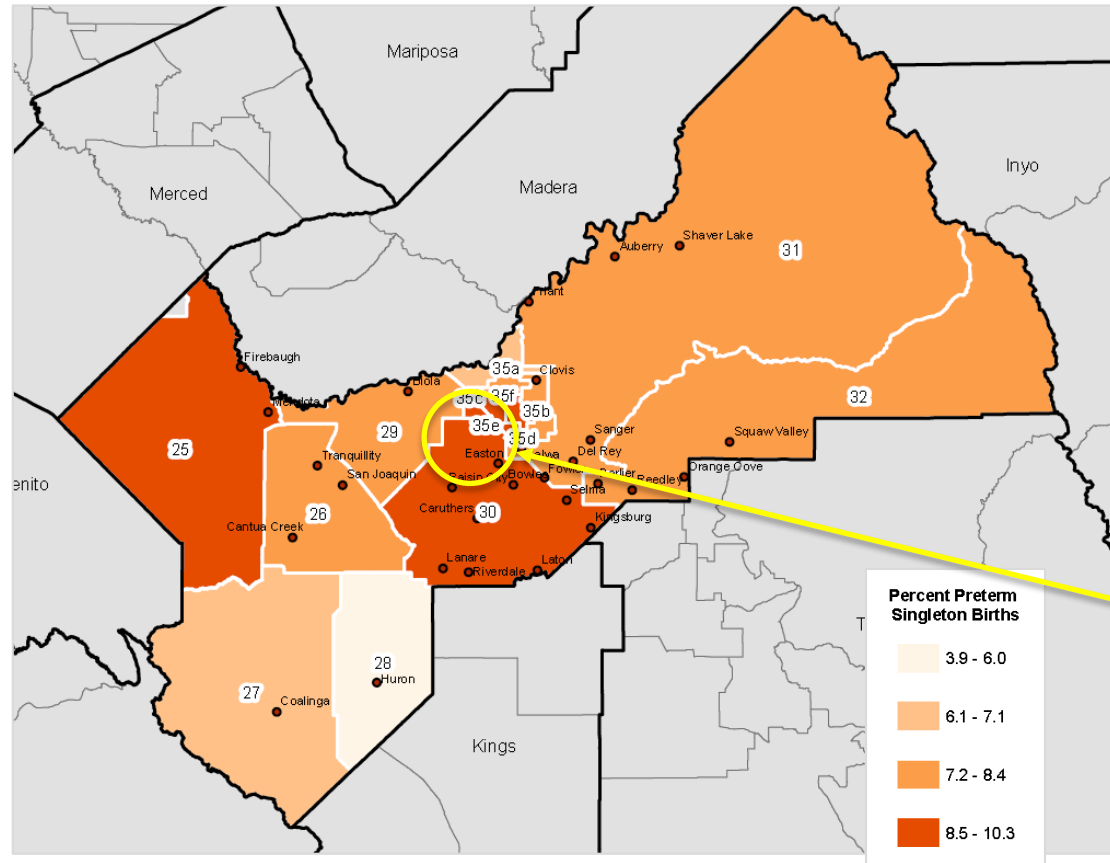 Mariposa
Inyo
Merced
Madera
Shaver Lake
Auberry
31
Firebaugh
35a
Clovis
Biola
35f
35b
32
29
35e
35d
Squaw Valley
Sanger
25
Tranquillity
Easton
Del Rey
San Joaquin
Orange Cove
Reedley
Selma
26
Caruthers
30
Kingsburg
Cantua Creek
Lanare
Riverdale
Laton
Percent Preterm
Singleton Births
3.9 - 6.0
28
Huron
27
Coalinga
6.1 - 7.1
Kings
7.2 - 8.4
8.5 - 10.3